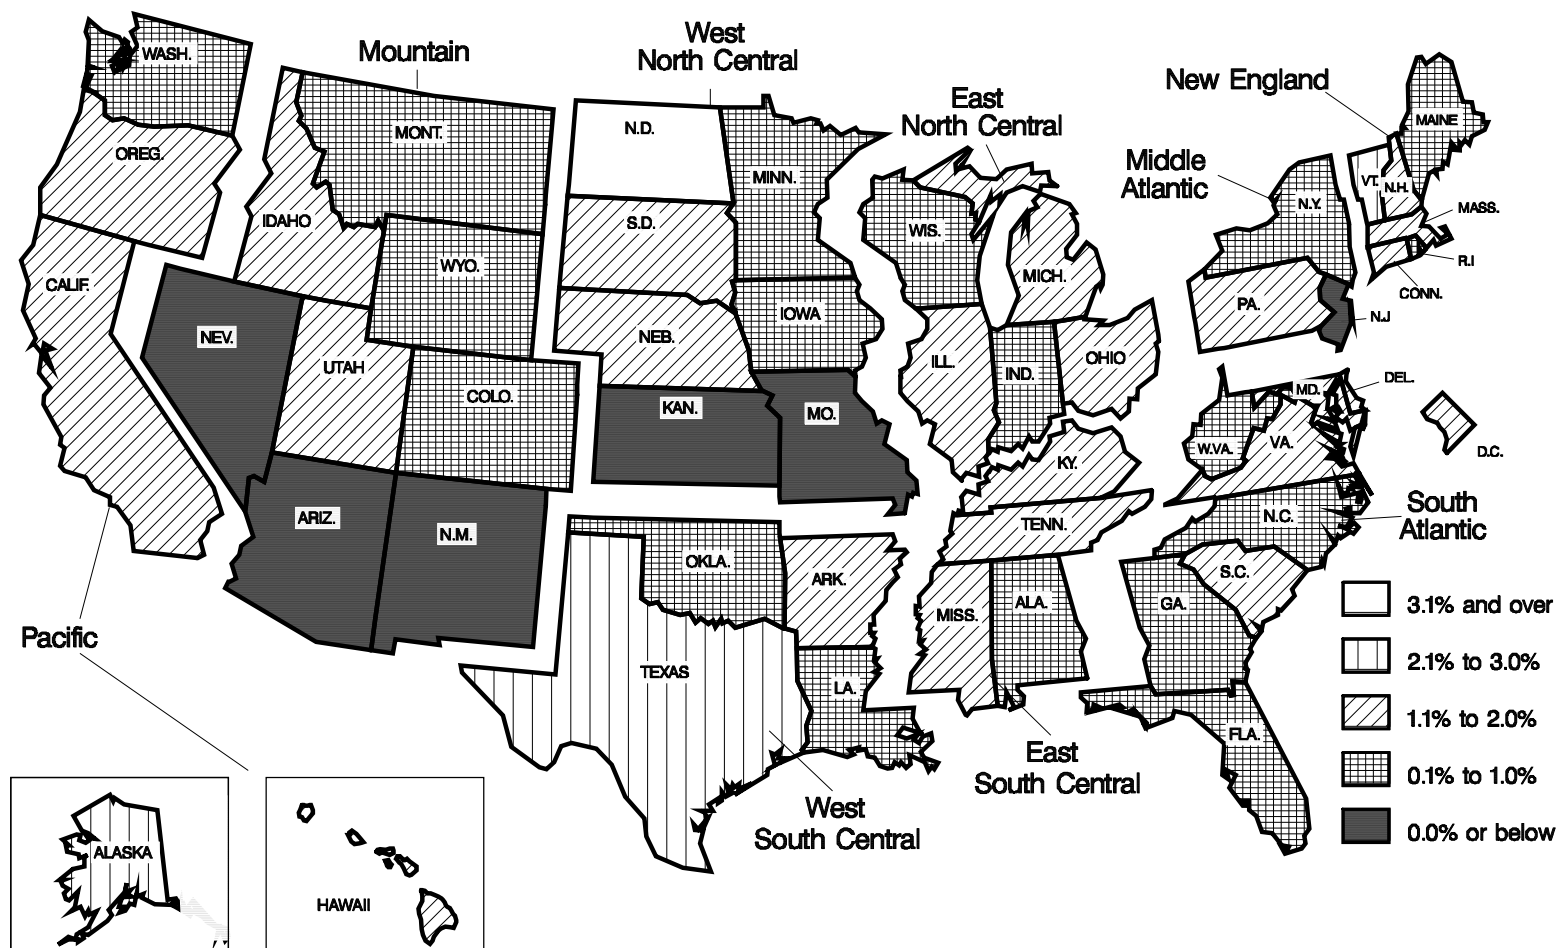 West
North Central
Mountain
East
North Central
New England
Middle
Atlantic
WASH.
MONT.
N.D.
MINN.
MAINE
OREG.
IDAHO
S.D.
WIS.
VT.
N.H.
N.Y.
MASS.
R.I
CONN.
CALIF.
WYO.
MICH.
PA.
N.J
NEV.
UTAH
NEB.
IOWA
ILL.
IND.
OHIO
COLO.
KAN.
MO.
MD.
DEL.
W.VA.
VA.
D.C.
KY.
ARIZ.
N.M.
TENN.
N.C.
South
Atlantic
OKLA.
ARK.
S.C.
MISS.
ALA.
GA.
Pacific
TEXAS
LA.
FLA.
East
South Central
West
South Central
ALASKA
HAWAII
3.1% and over
2.1% to 3.0%
1.1% to 2.0%
0.1% to 1.0%
0.0% or below